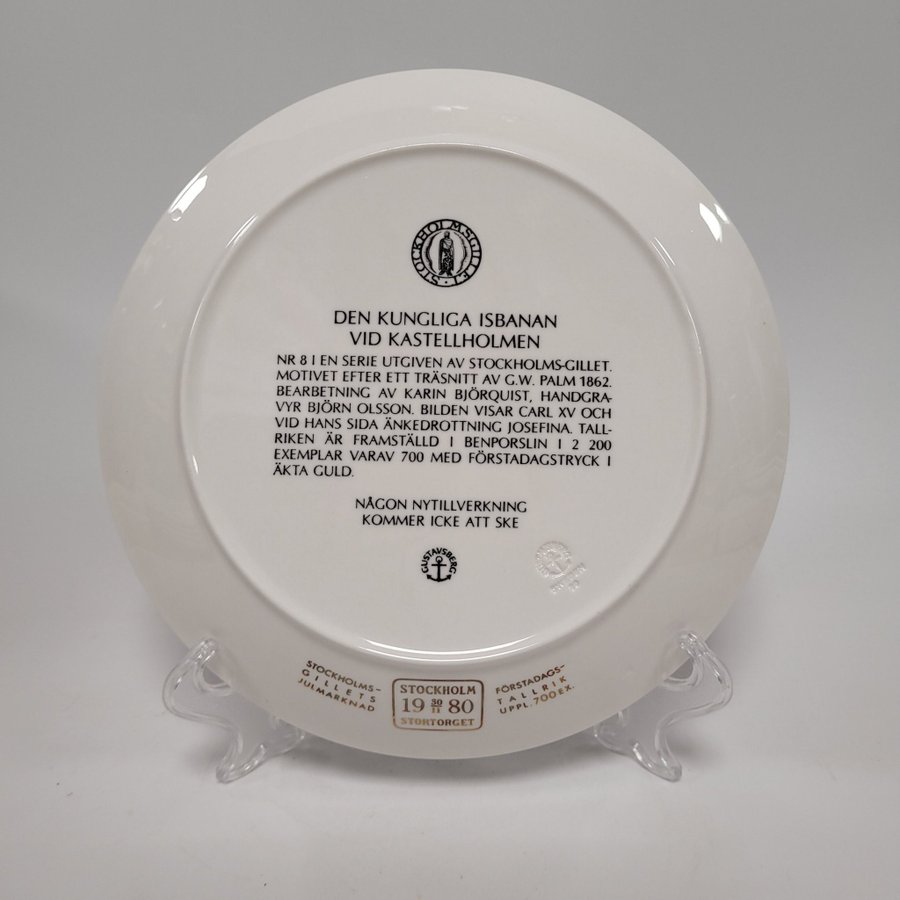 STOCKHOLMSGILLET
DEN KUNGLIGA ISBANAN
VID KASTELLHOLMEN
NR 8 I EN SERIE UTGIVEN AV STOCKHOLMS-GILLET.
MOTIVET EFTER ETT TRÄSNITT AV G.W. PALM 1862.
BEARBETNING AV KARIN BJÖRQUIST, HANDGRA-
VYR BJÖRN OLSSON. BILDEN VISAR CARL XV OCH
VID HANS SIDA ÄNKEDROTTNING JOSEFINA. TALL-
RIKEN ÄR FRAMSTÄLLD I BENPORSLIN I 2 200
EXEMPLAR VARAV 700 MED FÖRSTADAGSTRYCK I
ÄKTA GULD.
NÅGON NYTILLVERKNING
KOMMER ICKE ATT SKE
GUSTAVSBERG
STOCKHOLMS-
GILLETS
JULMARKNAD
STOCKHOLM
19 30/11 80
STORTORGET
FÖRSTADAGS-
TALLRIK
UPPL. 700 EX.